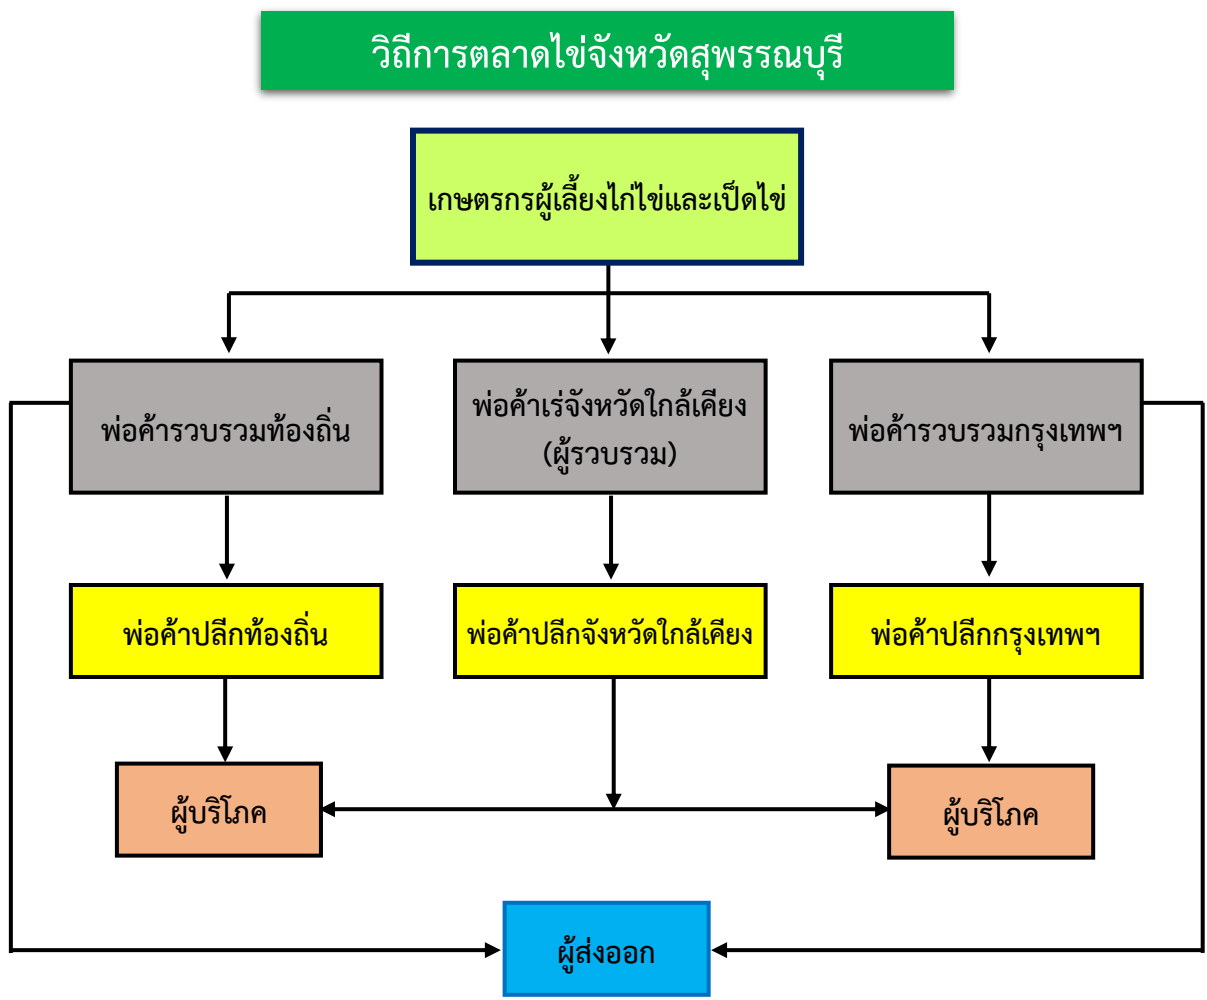 วิถีการตลาดไข่จังหวัดสุพรรณบุรี
เกษตรกรผู้เลี้ยงไก่ไข่และเป็ดไข่
พ่อค้ารวบรวมท้องถิ่น
พ่อค้าเร่จังหวัดใกล้เคียง
(ผู้รวบรวม)
พ่อค้ารวบรวมกรุงเทพฯ
พ่อค้าปลีกท้องถิ่น
พ่อค้าปลีกจังหวัดใกล้เคียง
พ่อค้าปลีกกรุงเทพฯ
ผู้บริโภค
ผู้บริโภค
ผู้ส่งออก